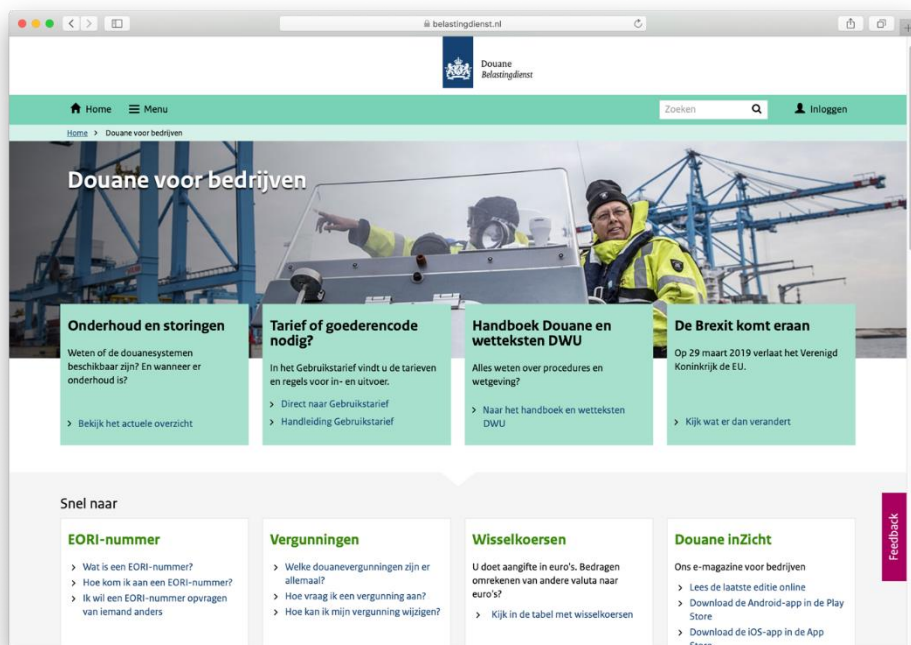 belastingdienst.nl
Douane
Belastingdienst
Home
Menu
Zoeken
Inloggen
Home > Douane voor bedrijven
Douane voor bedrijven
Onderhoud en storingen
Weten of de douanesystemen
beschikbaar zijn? En wanneer er
onderhoud is?
> Bekijk het actuele overzicht
Tarief of goederencode
nodig?
In het Gebruikstarief vindt u de tarieven
en regels voor in- en uitvoer.
> Direct naar Gebruikstarief
> Handleiding Gebruikstarief
Handboek Douane en
wetteksten DWU
Alles weten over procedures en
wetgeving?
> Naar het handboek en wetteksten
DWU
De Brexit komt eraan
Op 29 maart 2019 verlaat het Verenigd
Koninkrijk de EU.
> Kijk wat er dan verandert
Feedback
Snel naar
EORI-nummer
> Wat is een EORI-nummer?
> Hoe kom ik aan een EORI-nummer?
> Ik wil een EORI-nummer opvragen
van iemand anders
Vergunningen
> Welke douanevergunningen zijn er
allemaal?
> Hoe vraag ik een vergunning aan?
> Hoe kan ik mijn vergunning wijzigen?
Wisselkoersen
U doet aangifte in euro's. Bedragen
omrekenen van andere valuta naar
euro's?
> Kijk in de tabel met wisselkoersen
Douane inZicht
Ons e-magazine voor bedrijven
> Lees de laatste editie online
> Download de Android-app in de Play
Store
> Download de iOS-app in de App
Store